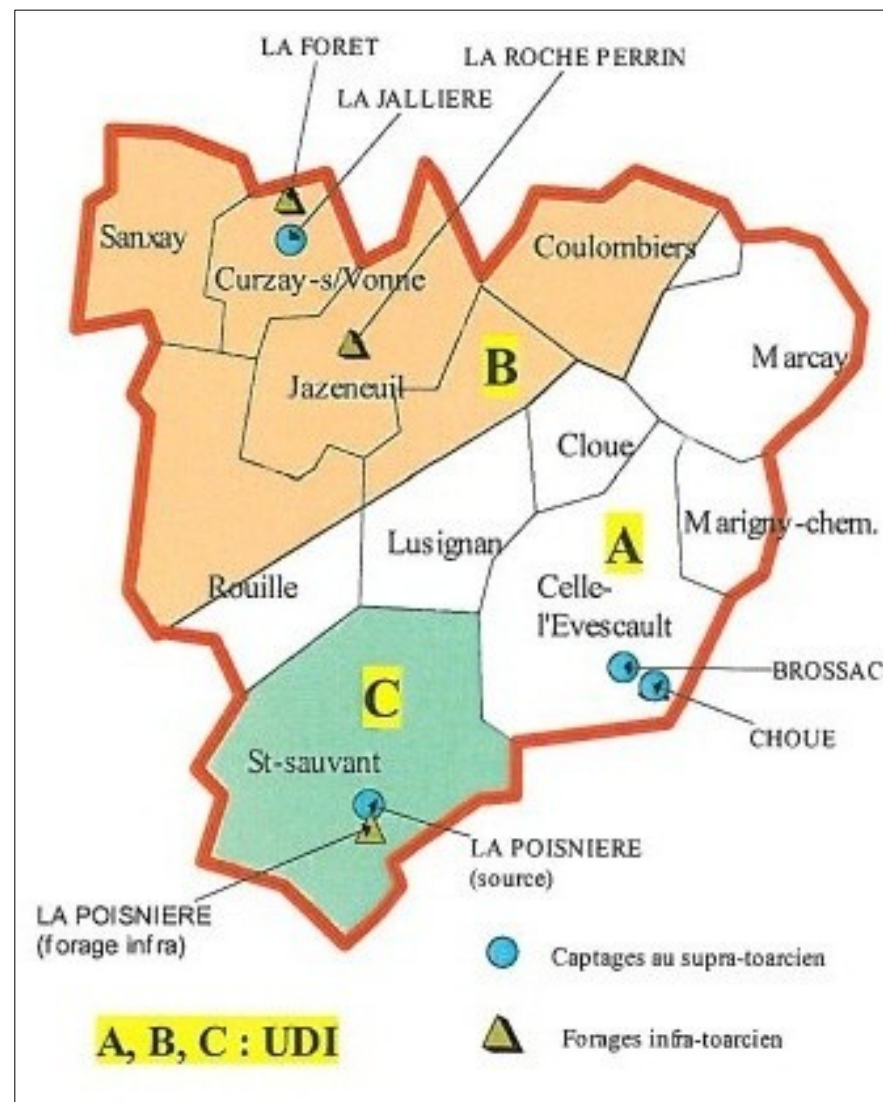 LA FORET
LA ROCHE PERRIN
LA JALLIERE
Sanxay
Coulombiers
Curzay-s/Vonne
Marcay
B
Jazeneuil
Cloue
Marigny-chem.
Lusignan
A
Rouille
Celle-
l'Evescault
BROSSAC
C
CHOUE
St-sauvant
LA POISNIERE
(source)
LA POISNIERE
(forage infra)
Captages au supra-toarcien
A, B, C : UDI
Forages infra-toarcien